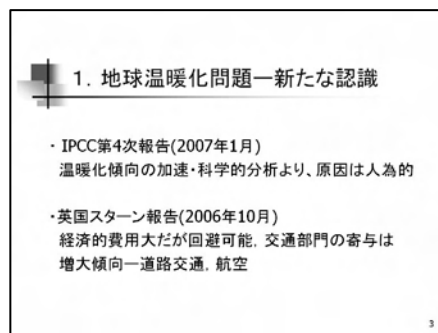 1. 地球温暖化問題—新たな認識
・ IPCC第4次報告(2007年1月)
温暖化傾向の加速・科学的分析より、原因は人為的
・英国スターン報告(2006年10月)
経済的費用大だが回避可能, 交通部門の寄与は
増大傾向—道路交通, 航空
3